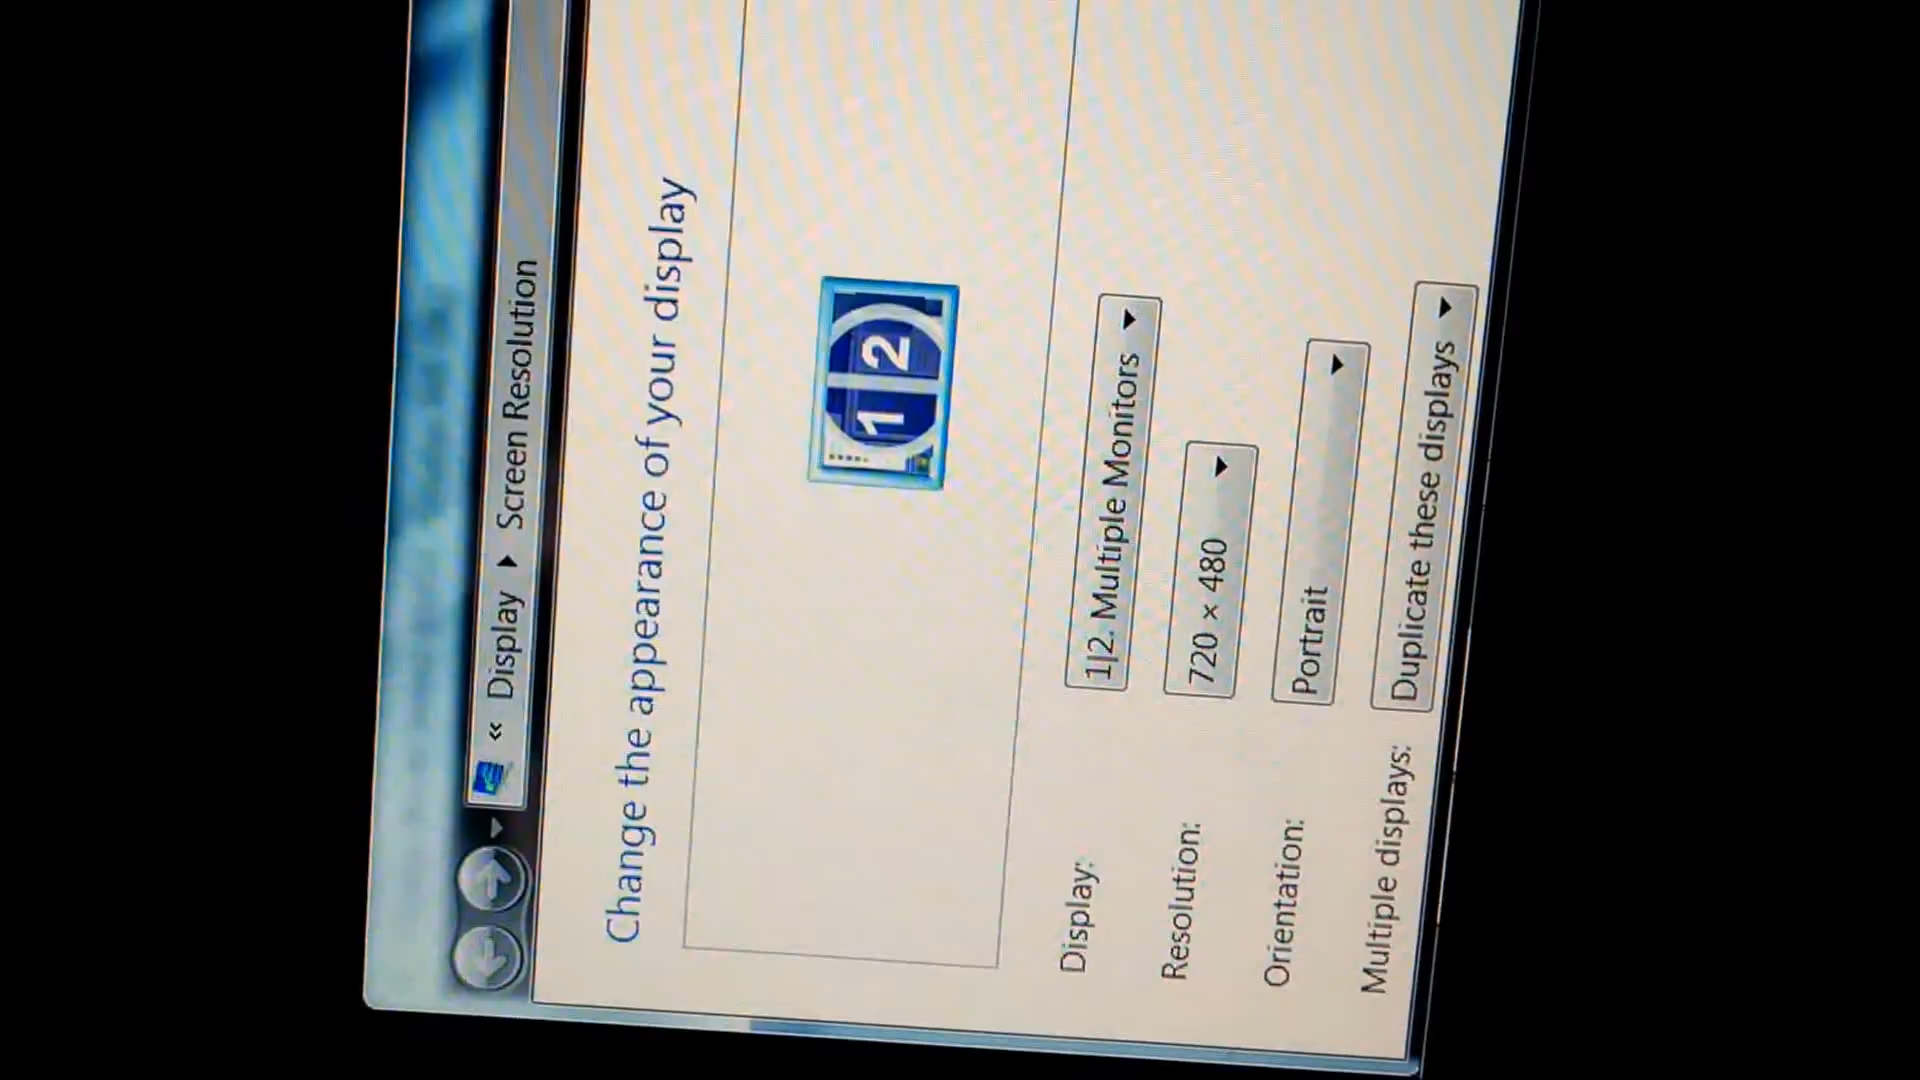 « Display ▸ Screen Resolution
Change the appearance of your display
1 2
Display: 1|2. Multiple Monitors
Resolution: 720 × 480
Orientation: Portrait
Multiple displays: Duplicate these displays